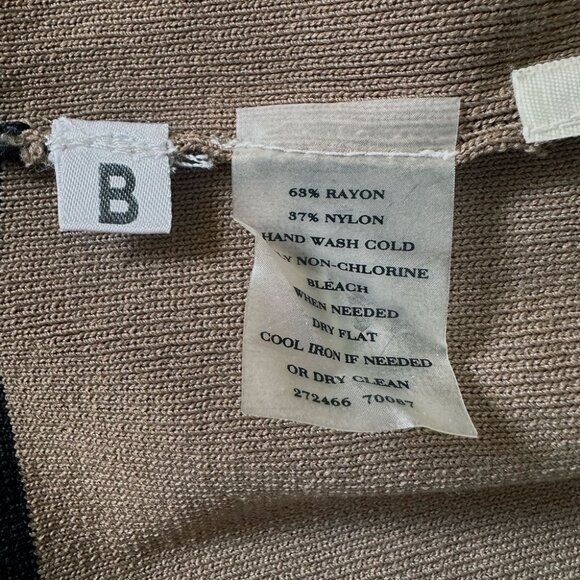 B
63% RAYON
37% NYLON
HAND WASH COLD
NON-CHLORINE
BLEACH
WHEN NEEDED
DRY FLAT
COOL IRON IF NEEDED
OR DRY CLEAN
272466 70087